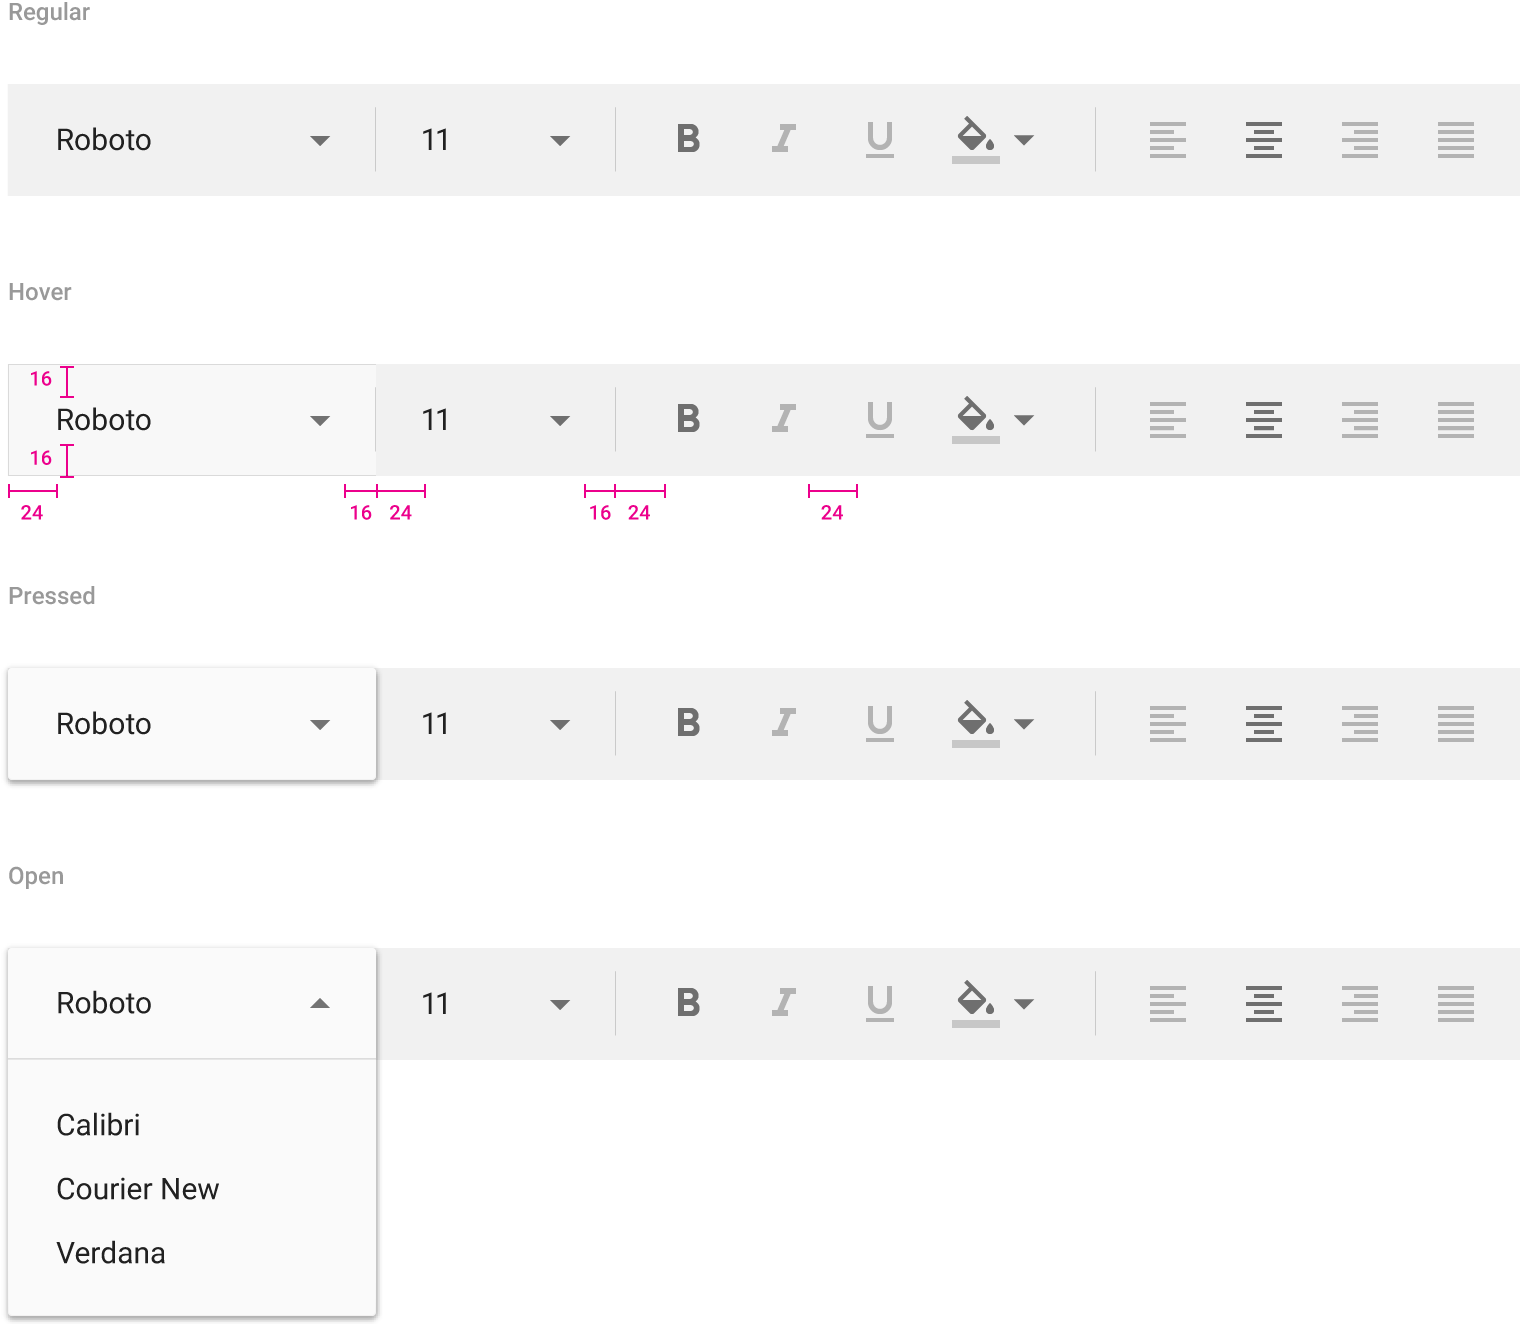 Regular
Roboto 11 B I U
Hover
16
Roboto 11 B I U
16
24 16 24 16 24 24
Pressed
Roboto 11 B I U
Open
Roboto 11 B I U
Calibri
Courier New
Verdana